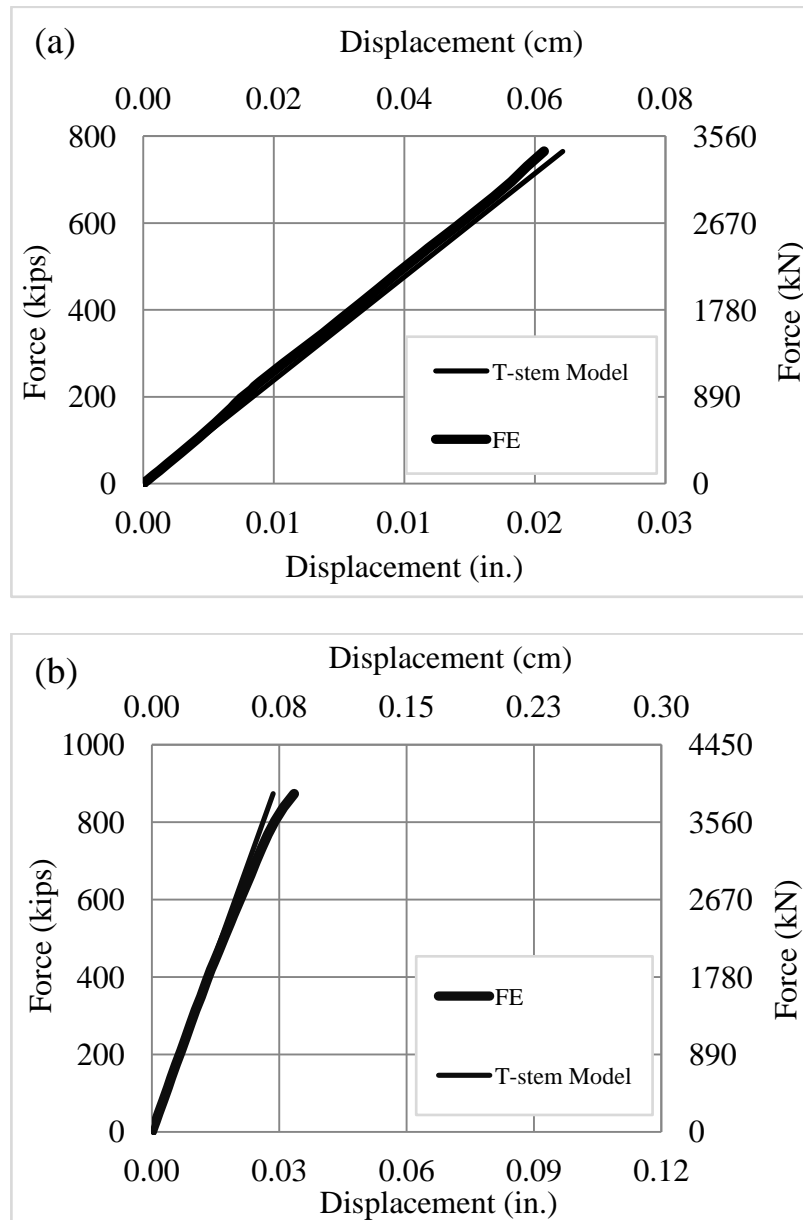 (a)
Displacement (cm)
0.00 0.02 0.04 0.06 0.08
800 3560
600 2670
400 1780
200 890
0 0
Force (kips)
Force (kN)
T-stem Model
FE
0.00 0.01 0.01 0.02 0.03
Displacement (in.)
(b)
Displacement (cm)
0.00 0.08 0.15 0.23 0.30
1000 4450
800 3560
600 2670
400 1780
200 890
0 0
Force (kips)
Force (kN)
FE
T-stem Model
0.00 0.03 0.06 0.09 0.12
Displacement (in.)